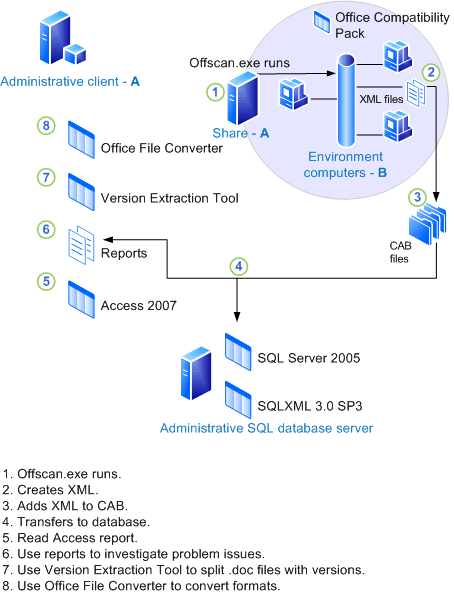 Office Compatibility
Pack
Offscan.exe runs
Administrative client - A
1
2
XML files
Share - A
8
Office File Converter
Environment
computers - B
7
Version Extraction Tool
3
6
Reports
CAB
files
4
5
Access 2007
SQL Server 2005
SQLXML 3.0 SP3
Administrative SQL database server
1. Offscan.exe runs.
2. Creates XML.
3. Adds XML to CAB.
4. Transfers to database.
5. Read Access report.
6. Use reports to investigate problem issues.
7. Use Version Extraction Tool to split .doc files with versions.
8. Use Office File Converter to convert formats.